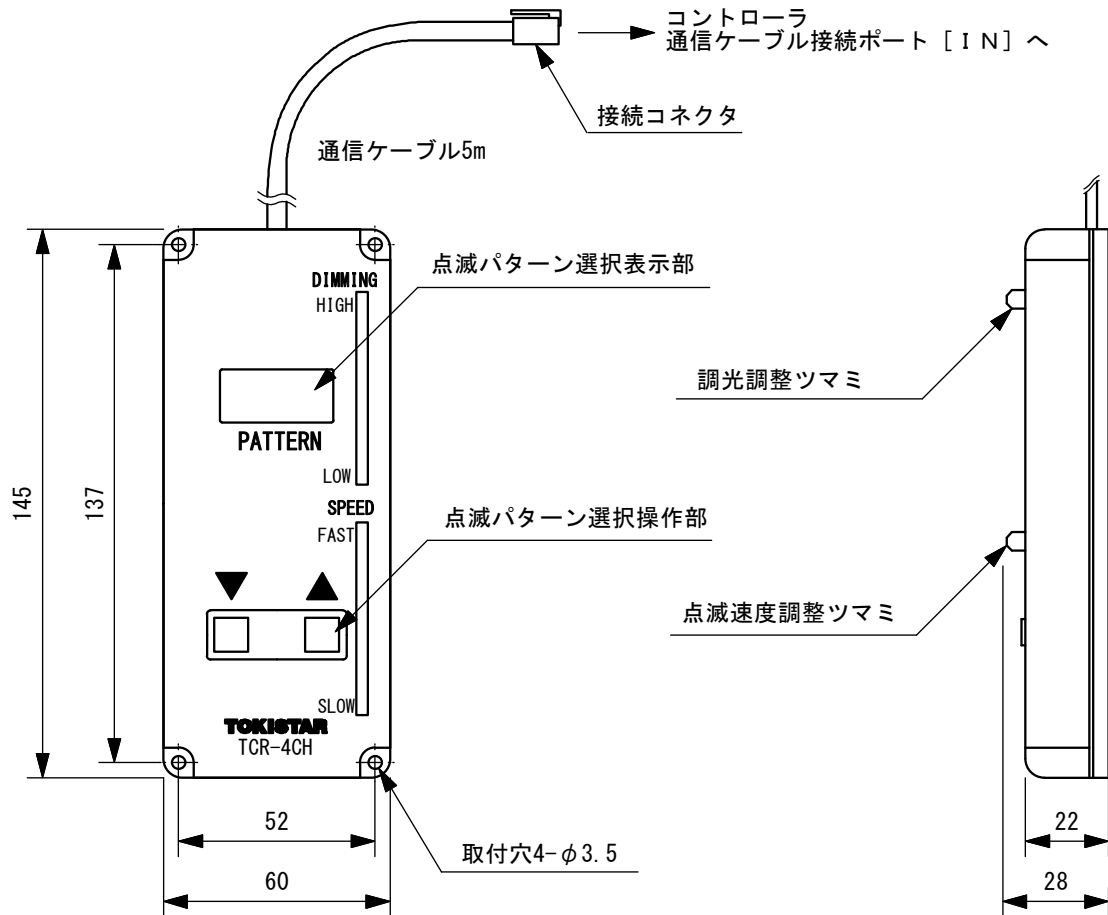 コントローラ
通信ケーブル接続ポート［ＩＮ］へ
接続コネクタ
通信ケーブル5m
点滅パターン選択表示部
DIMMING
HIGH
調光調整ツマミ
PATTERN
LOW
145
137
SPEED
点滅パターン選択操作部
FAST
▼ ▲
点滅速度調整ツマミ
SLOW
TOKISTAR
TCR-4CH
52
22
取付穴4-φ3.5
60
28